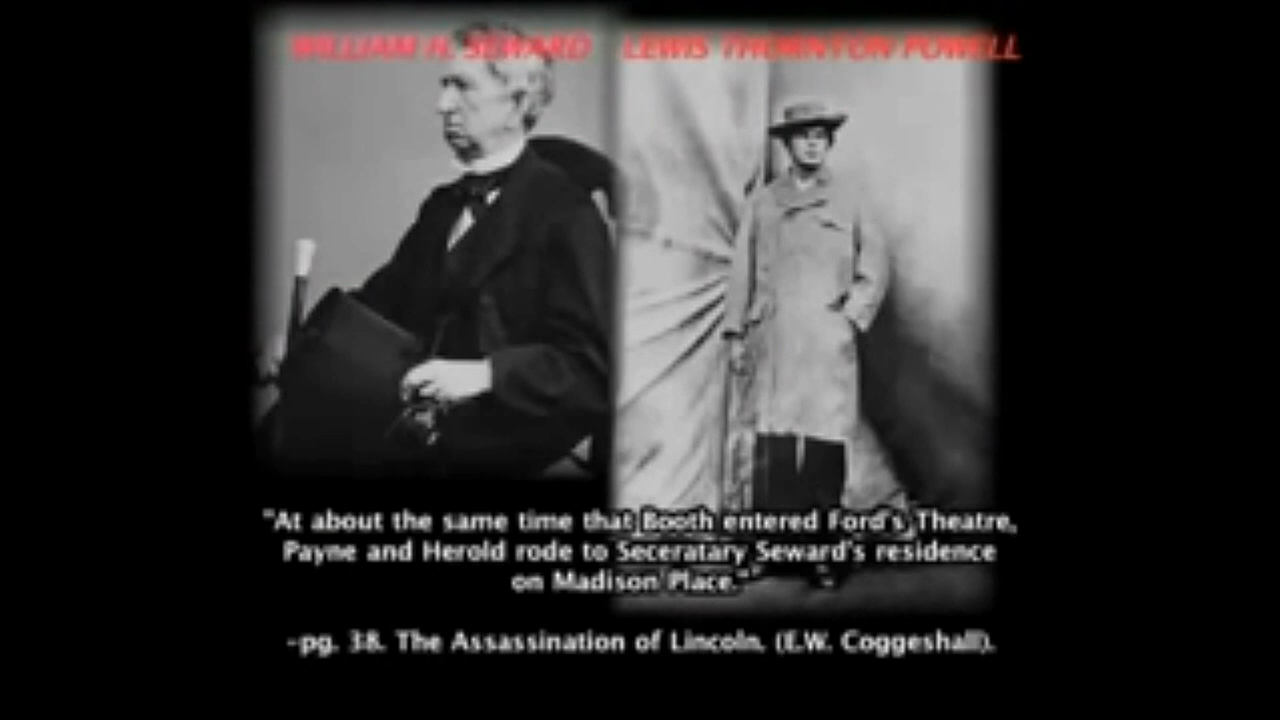 WILLIAM H. SEWARD LEWIS THORNTON POWELL
"At about the same time that Booth entered Ford's Theatre,
Payne and Herold rode to Seceratary Seward's residence
on Madison Place."
-pg. 38. The Assassination of Lincoln. (E.W. Coggeshall).